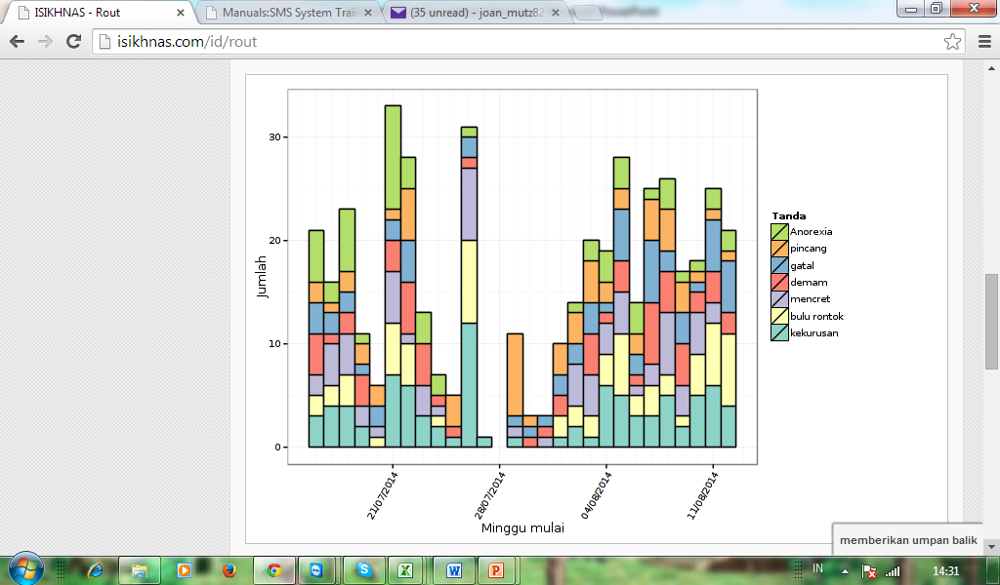 ISIKHNAS - Rout
Manuals:SMS System Trai
(35 unread) - joan_mutz82
PowerPoint
isikhnas.com/id/rout
30
20
10
0
Jumlah
21/07/2014
28/07/2014
04/08/2014
11/08/2014
Minggu mulai
Tanda
Anorexia
pincang
gatal
demam
mencret
bulu rontok
kekurusan
memberikan umpan balik
IN
14:31